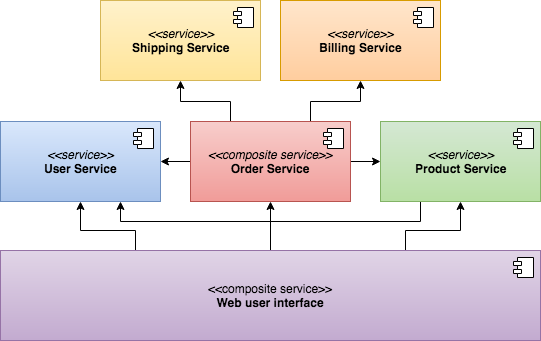 <<service>>
Shipping Service
<<service>>
Billing Service
<<service>>
User Service
<<composite service>>
Order Service
<<service>>
Product Service
<<composite service>>
Web user interface